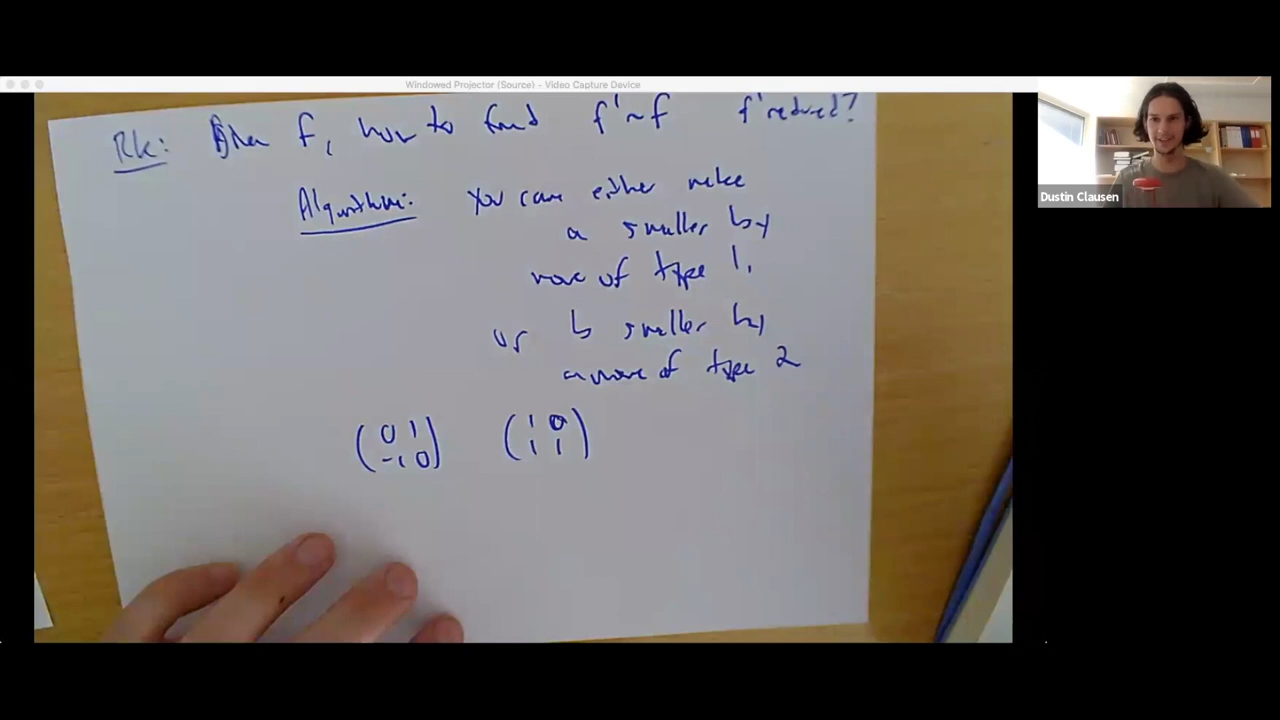 Windowed Projector (Source) - Video Capture Device
Rk: Given f, how to find f' ~ f f' reduced?
Algorithm: You can either make
a smaller by
move of type 1,
or b smaller by
a move of type 2
( 0 1 ) ( 1 0 )
( -1 0 ) ( 1 1 )
Dustin Clausen